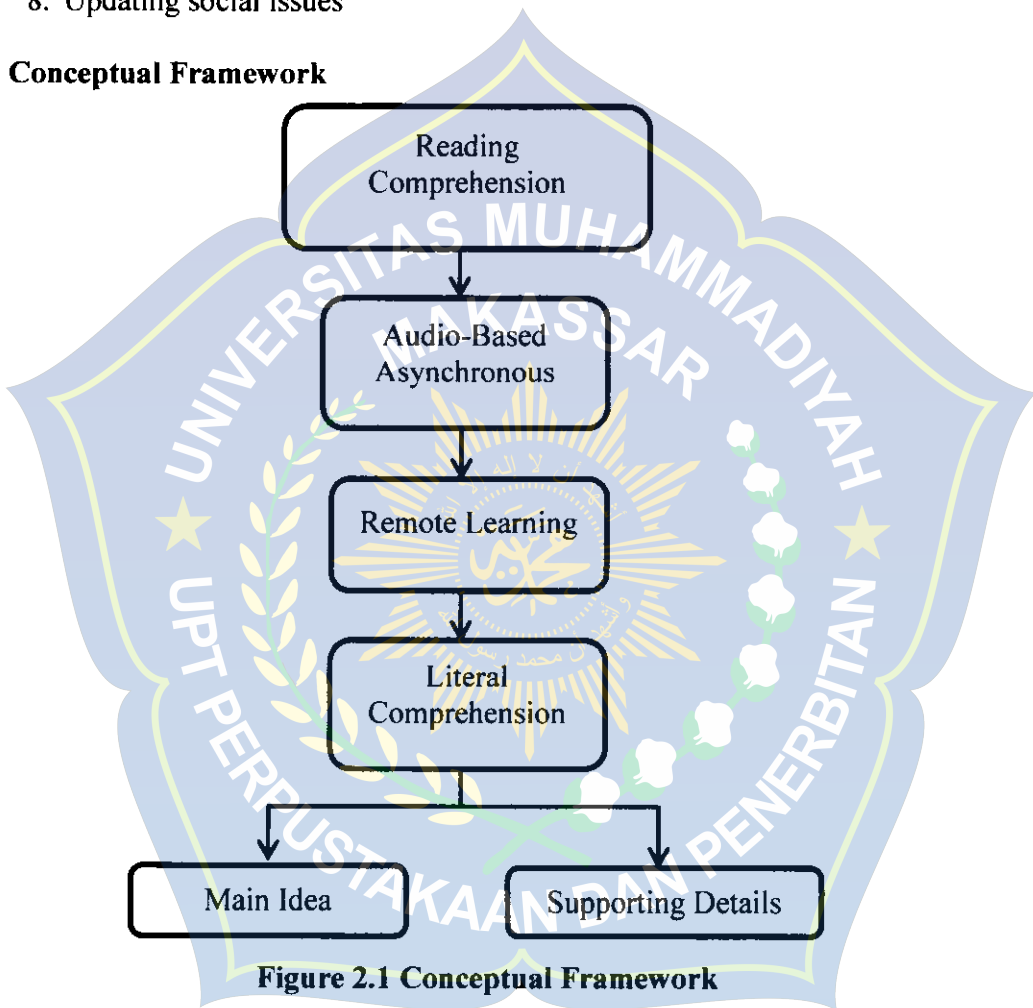 8. Updating social issues
Conceptual Framework
Reading
Comprehension
Audio-Based
Asynchronous
Remote Learning
Literal
Comprehension
Main Idea
Supporting Details
Figure 2.1 Conceptual Framework
UNIVERSITAS MUHAMMADIYAH
MAKASSAR
UPT PERPUSTAKAAN DAN PENERBITAN